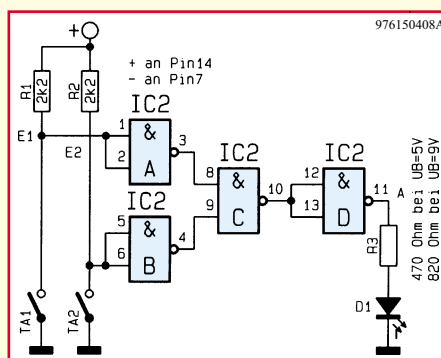 976150408A
+
+ an Pin14
- an Pin7
R1
2k2
R2
2k2
IC2
E1
1
&
3
2
A
E2
IC2
8
&
10
9
C
IC2
12
&
11
13
D
A
IC2
5
&
4
6
B
R3
470 Ohm bei UB=5V
820 Ohm bei UB=9V
D1
TA1
TA2